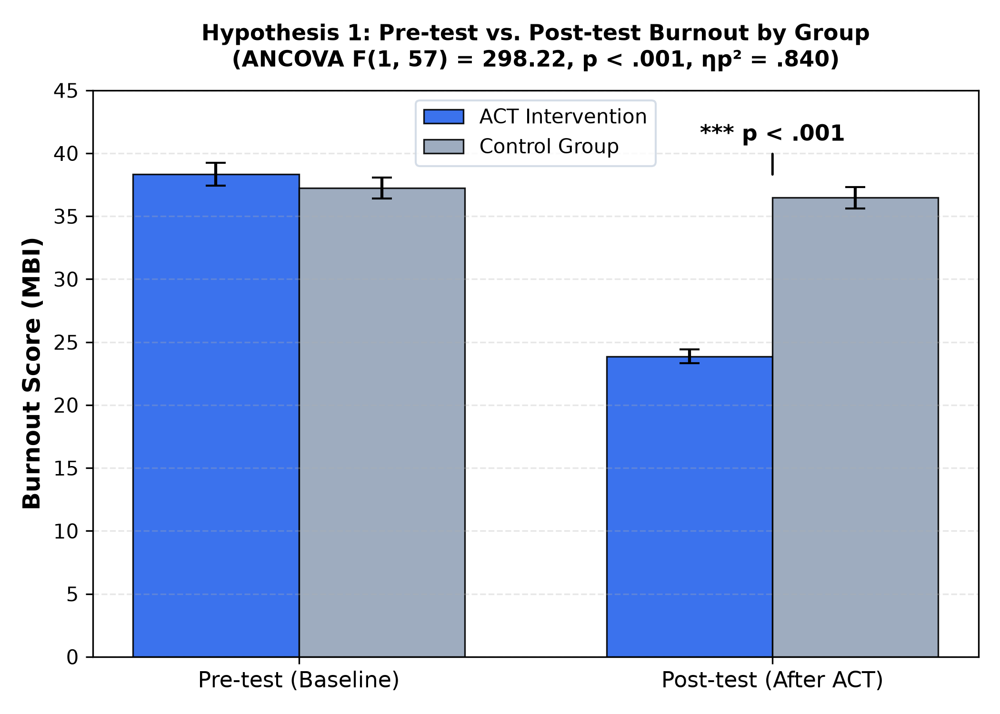 Hypothesis 1: Pre-test vs. Post-test Burnout by Group
(ANCOVA F(1, 57) = 298.22, p < .001, ηp² = .840)
ACT Intervention
Control Group
*** p < .001
Burnout Score (MBI)
45
40
35
30
25
20
15
10
5
0
Pre-test (Baseline)
Post-test (After ACT)